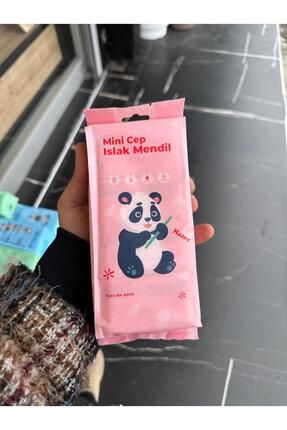 Mini Cep
Islak Mendil
HAPPY